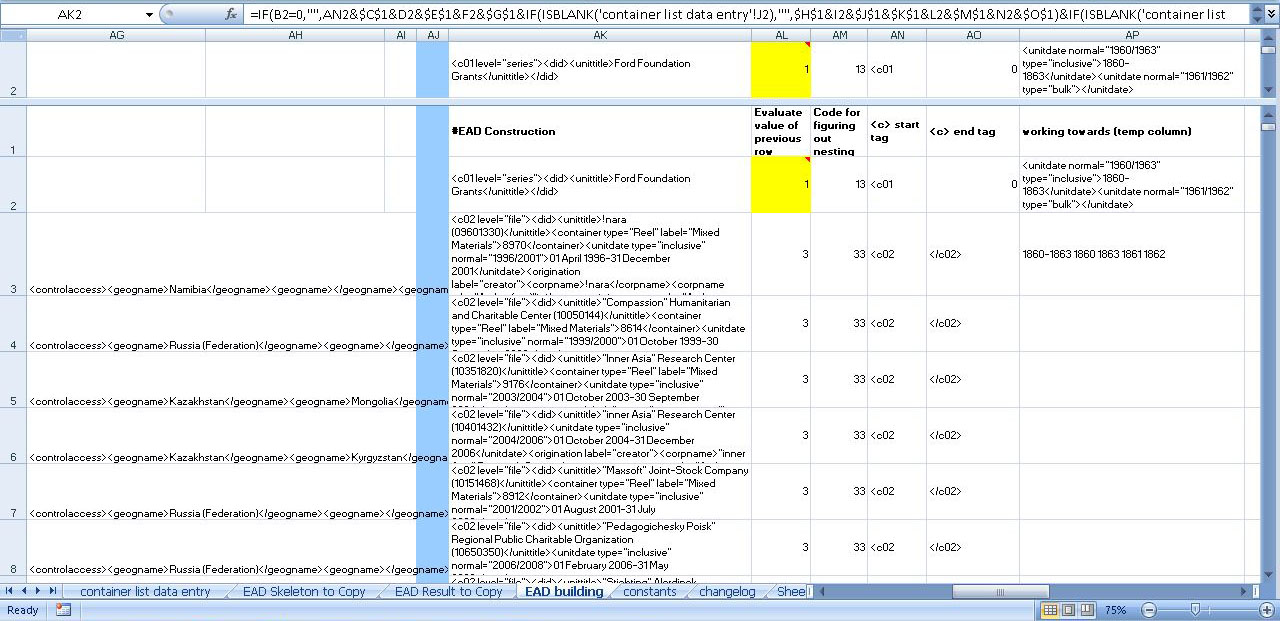 AK2 fx =IF(B2=0,"",AN2&$C$1&D2&$E$1&F2&$G$1&IF(ISBLANK('container list data entry'!J2),"",$H$1&I2&$J$1&$K$1&L2&$M$1&N2&$O$1)&IF(ISBLANK('container list
AG AH AI AJ AK AL AM AN AO AP
2
<c01 level="series"><did><unittitle>Ford Foundation
Grants</unittitle></did>
1 13 <c01 0
<unitdate normal="1960/1963"
type="inclusive">1860-
1863</unitdate><unitdate normal="1961/1962"
type="bulk"></unitdate>
1
#EAD Construction
Evaluate
value of
previous
row
Code for
figuring
out
nesting
<c> start
tag
<c> end tag
working towards (temp column)
2
<c01 level="series"><did><unittitle>Ford Foundation
Grants</unittitle></did>
1 13 <c01 0
<unitdate normal="1960/1963"
type="inclusive">1860-
1863</unitdate><unitdate normal="1961/1962"
type="bulk"></unitdate>
3 <controlaccess><geogname>Namibia</geogname><geogname></geogname><geognam
<c02 level="file"><did><unittitle>!nara
(09601330)</unittitle><container type="Reel" label="Mixed
Materials">8970</container><unitdate type="inclusive"
normal="1996/2001">01 April 1996-31 December
2001</unitdate><origination
label="creator"><corpname>!nara</corpname><corpname
3 33 <c02 </c02> 1860-1863 1860 1863 1861 1862
4 <controlaccess><geogname>Russia (Federation)</geogname><geogname></geogname>
<c02 level="file"><did><unittitle>"Compassion" Humanitarian
and Charitable Center (10050144)</unittitle><container
type="Reel" label="Mixed Materials">8614</container><unitdate
type="inclusive" normal="1999/2000">01 October 1999-30
3 33 <c02 </c02>
5 <controlaccess><geogname>Kazakhstan</geogname><geogname>Mongolia</geognam
<c02 level="file"><did><unittitle>"Inner Asia" Research Center
(10351820)</unittitle><container type="Reel" label="Mixed
Materials">9176</container><unitdate type="inclusive"
normal="2003/2004">01 October 2003-30 September
3 33 <c02 </c02>
6 <controlaccess><geogname>Kazakhstan</geogname><geogname>Kyrgyzstan</geogna
<c02 level="file"><did><unittitle>"inner Asia" Research Center
(10401432)</unittitle><unitdate type="inclusive"
normal="2004/2006">01 October 2004-31 December
2006</unitdate><origination label="creator"><corpname>"inner
3 33 <c02 </c02>
7 <controlaccess><geogname>Russia (Federation)</geogname><geogname></geogname>
<c02 level="file"><did><unittitle>"Maxsoft" Joint-Stock Company
(10151468)</unittitle><container type="Reel" label="Mixed
Materials">8912</container><unitdate type="inclusive"
normal="2001/2002">01 August 2001-31 July
3 33 <c02 </c02>
8 <controlaccess><geogname>Russia (Federation)</geogname><geogname></geogname>
<c02 level="file"><did><unittitle>"Pedagogichesky Poisk"
Regional Public Charitable Organization
(10650350)</unittitle><unitdate type="inclusive"
normal="2006/2008">01 February 2006-31 May
3 33 <c02 </c02>
<c02 level="file"><did><unittitle>"Stichting"
container list data entry EAD Skeleton to Copy EAD Result to Copy EAD building constants changelog Shee
Ready 75%